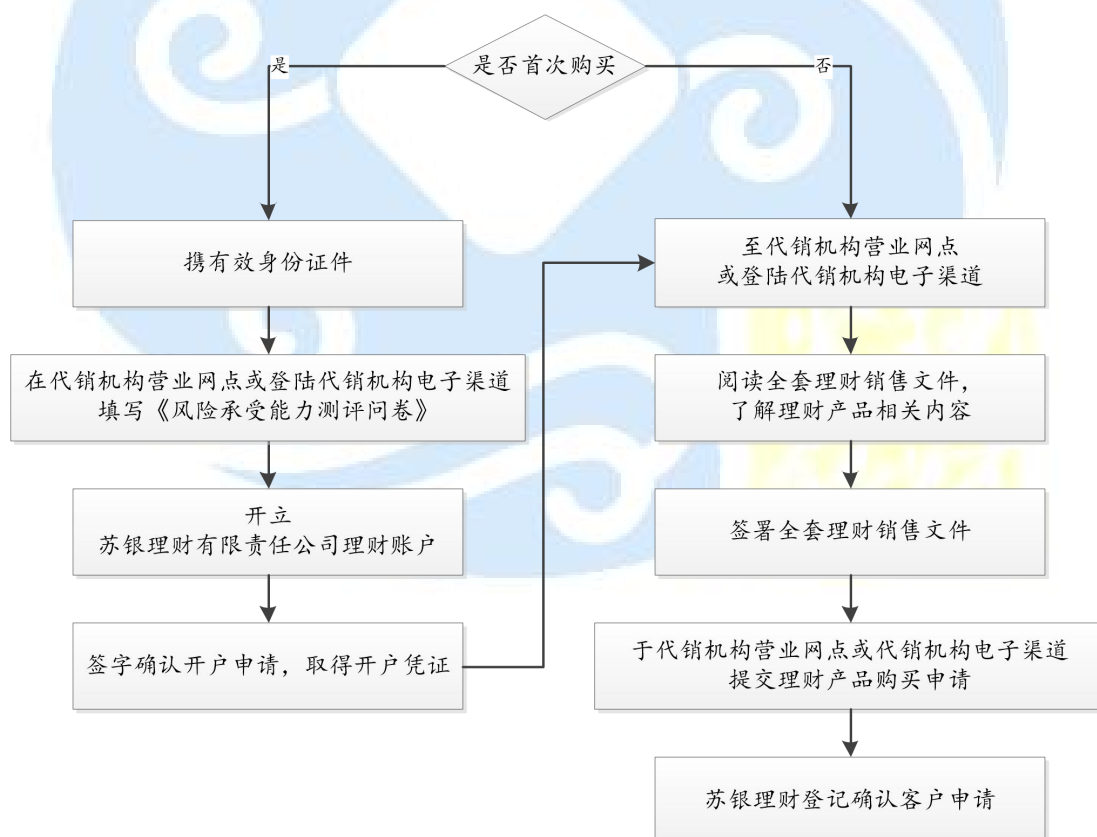 是否首次购买
是
否
携有效身份证件
在代销机构营业网点或登陆代销机构电子渠道
填写《风险承受能力测评问卷》
开立
苏银理财有限责任公司理财账户
签字确认开户申请，取得开户凭证
至代销机构营业网点
或登陆代销机构电子渠道
阅读全套理财销售文件，
了解理财产品相关内容
签署全套理财销售文件
于代销机构营业网点或代销机构电子渠道
提交理财产品购买申请
苏银理财登记确认客户申请